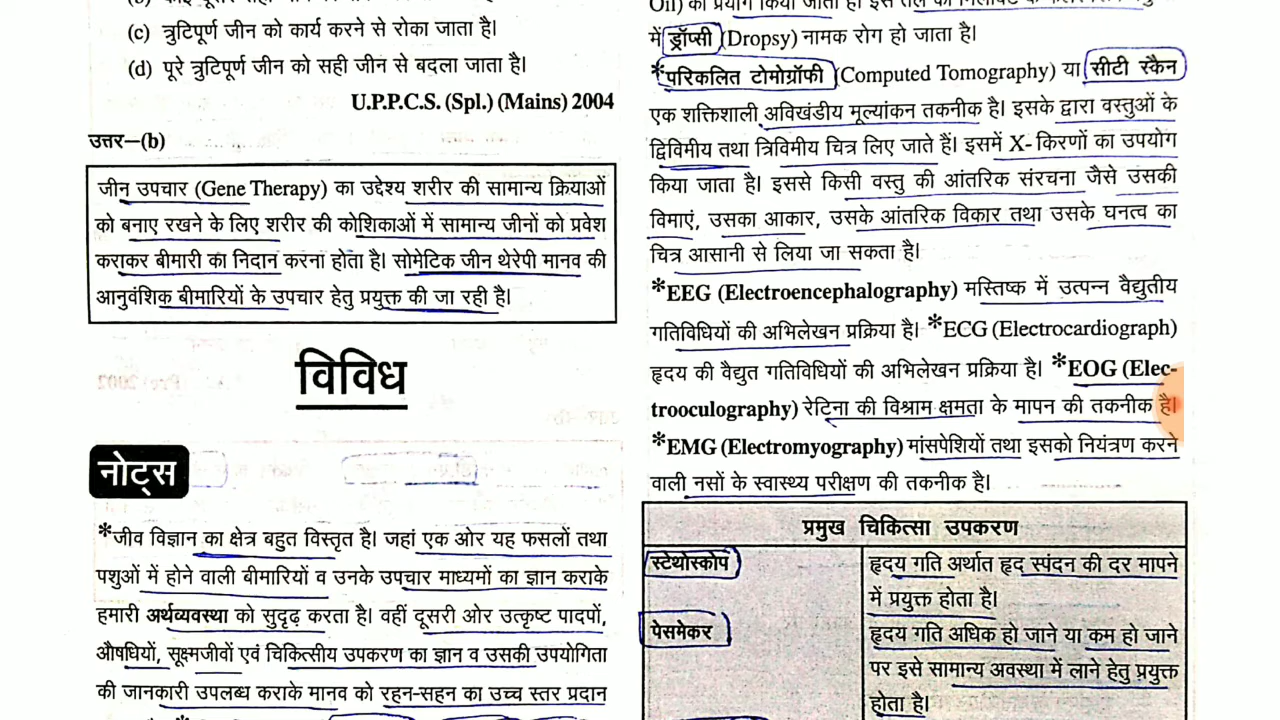 (c) त्रुटिपूर्ण जीन को कार्य करने से रोका जाता है।
(d) पूरे त्रुटिपूर्ण जीन को सही जीन से बदला जाता है।
U.P.P.C.S. (Spl.) (Mains) 2004
उत्तर–(b)
जीन उपचार (Gene Therapy) का उद्देश्य शरीर की सामान्य क्रियाओं
को बनाए रखने के लिए शरीर की कोशिकाओं में सामान्य जीनों को प्रवेश
कराकर बीमारी का निदान करना होता है। सोमेटिक जीन थेरेपी मानव की
आनुवंशिक बीमारियों के उपचार हेतु प्रयुक्त की जा रही है।
विविध
नोट्स
*जीव विज्ञान का क्षेत्र बहुत विस्तृत है। जहां एक ओर यह फसलों तथा
पशुओं में होने वाली बीमारियों व उनके उपचार माध्यमों का ज्ञान कराके
हमारी अर्थव्यवस्था को सुदृढ़ करता है। वहीं दूसरी ओर उत्कृष्ट पादपों,
औषधियों, सूक्ष्मजीवों एवं चिकित्सीय उपकरण का ज्ञान व उसकी उपयोगिता
की जानकारी उपलब्ध कराके मानव को रहन-सहन का उच्च स्तर प्रदान
Oil) का प्रयोग किया जाता है। इस तेल की मिलावट के
में ड्रॉप्सी (Dropsy) नामक रोग हो जाता है।
*परिकलित टोमोग्रॉफी (Computed Tomography) या सीटी स्कैन
एक शक्तिशाली अविखंडीय मूल्यांकन तकनीक है। इसके द्वारा वस्तुओं के
द्विविमीय तथा त्रिविमीय चित्र लिए जाते हैं। इसमें X- किरणों का उपयोग
किया जाता है। इससे किसी वस्तु की आंतरिक संरचना जैसे उसकी
विमाएं, उसका आकार, उसके आंतरिक विकार तथा उसके घनत्व का
चित्र आसानी से लिया जा सकता है।
*EEG (Electroencephalography) मस्तिष्क में उत्पन्न वैद्युतीय
गतिविधियों की अभिलेखन प्रक्रिया है। *ECG (Electrocardiograph)
हृदय की वैद्युत गतिविधियों की अभिलेखन प्रक्रिया है। *EOG (Elec-
trooculography) रेटिना की विश्राम क्षमता के मापन की तकनीक है।
*EMG (Electromyography) मांसपेशियों तथा इसको नियंत्रण करने
वाली नसों के स्वास्थ्य परीक्षण की तकनीक है।
प्रमुख चिकित्सा उपकरण
स्टेथोस्कोप हृदय गति अर्थात हृद स्पंदन की दर मापने
में प्रयुक्त होता है।
पेसमेकर हृदय गति अधिक हो जाने या कम हो जाने
पर इसे सामान्य अवस्था में लाने हेतु प्रयुक्त
होता है।